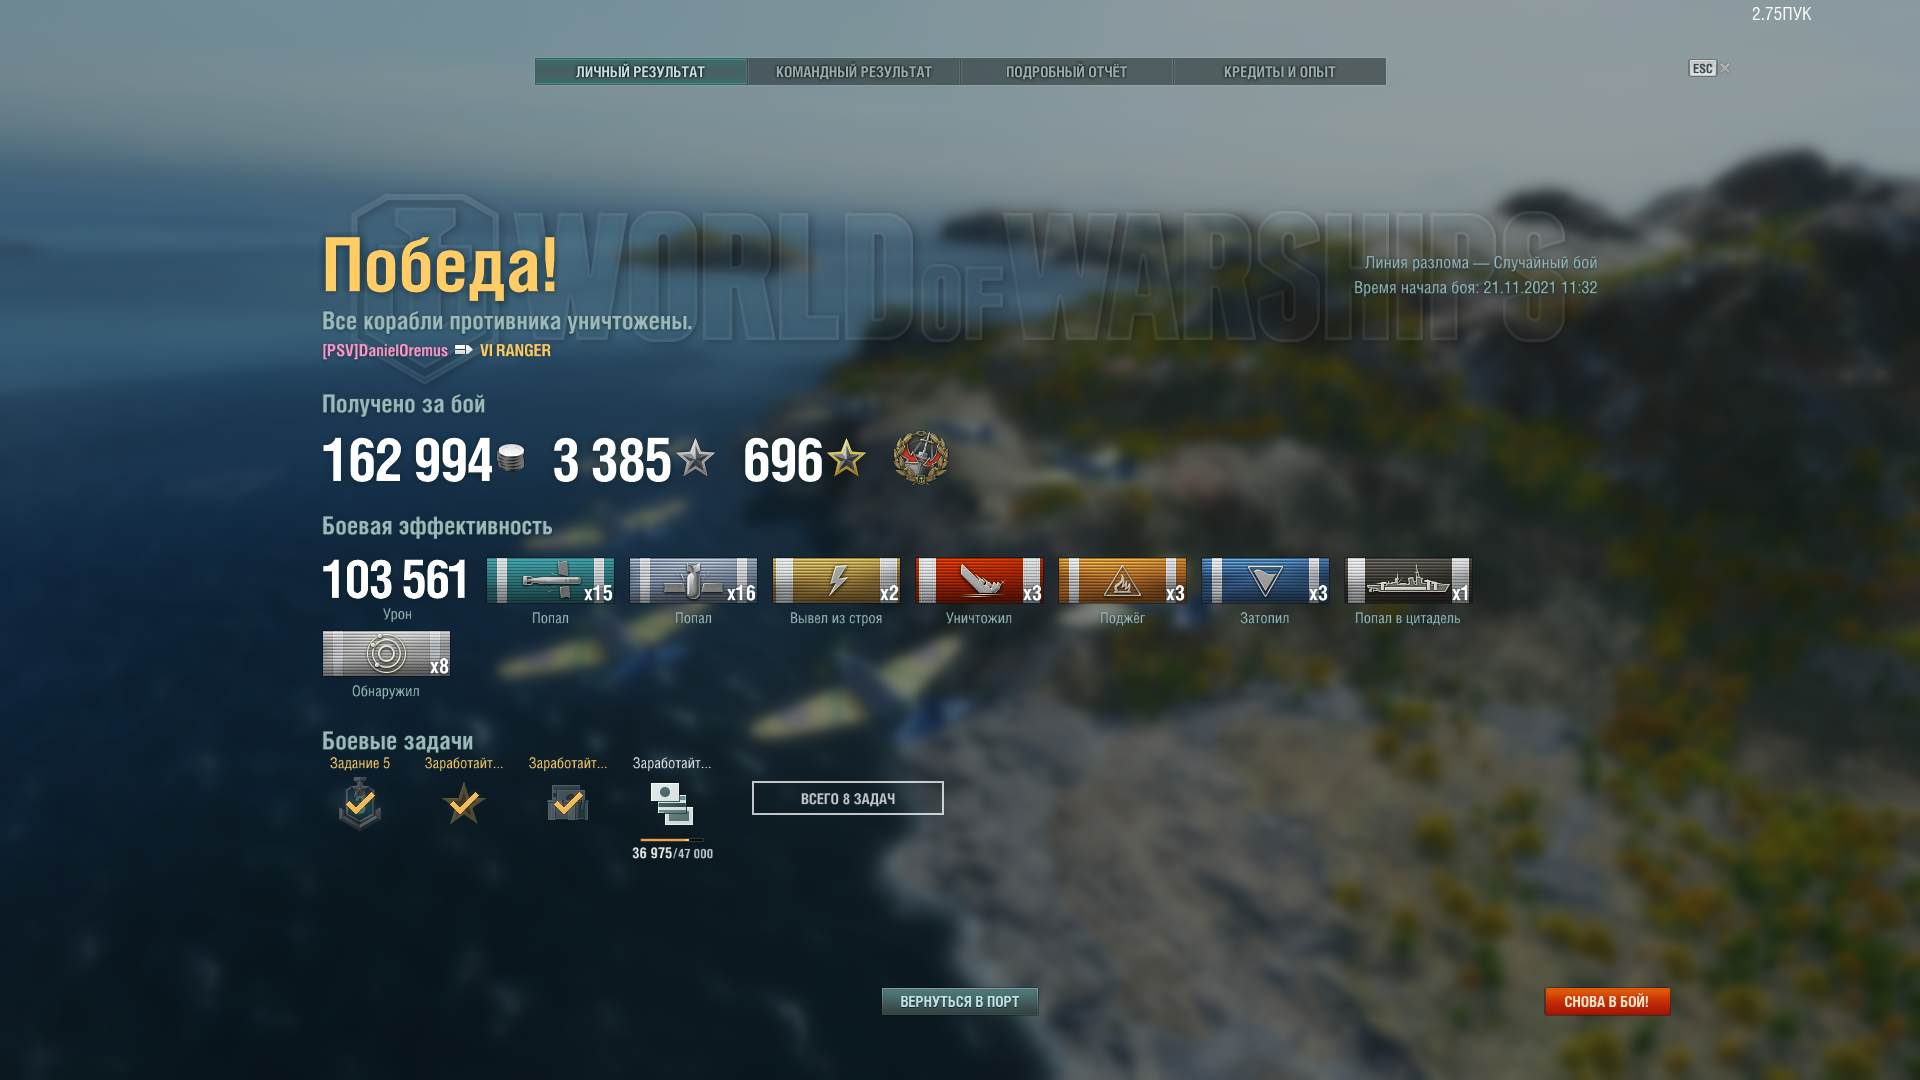 2.75ПУК
ЛИЧНЫЙ РЕЗУЛЬТАТ КОМАНДНЫЙ РЕЗУЛЬТАТ ПОДРОБНЫЙ ОТЧЁТ КРЕДИТЫ И ОПЫТ ESC
WORLD OF WARSHIPS
Победа!
Линия разлома — Случайный бой
Время начала боя: 21.11.2021 11:32
Все корабли противника уничтожены.
[PSV]DanielOremus VI RANGER
Получено за бой
162 994 3 385 696
Боевая эффективность
103 561 x15 x16 x2 x3 x3 x3 x1
Урон Попал Попал Вывел из строя Уничтожил Поджёг Затопил Попал в цитадель
x8
Обнаружил
Боевые задачи
Задание 5 Заработайт... Заработайт... Заработайт...
ВСЕГО 8 ЗАДАЧ
36 975/47 000
ВЕРНУТЬСЯ В ПОРТ СНОВА В БОЙ!